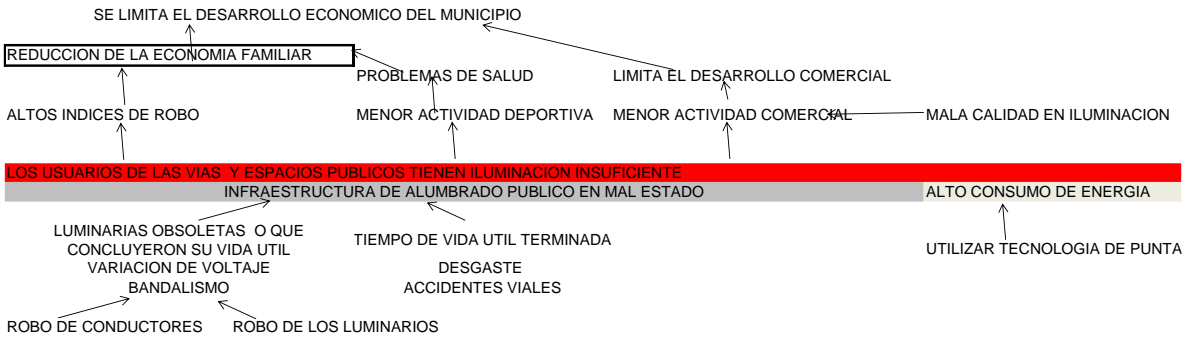 SE LIMITA EL DESARROLLO ECONOMICO DEL MUNICIPIO
REDUCCION DE LA ECONOMIA FAMILIAR
PROBLEMAS DE SALUD
LIMITA EL DESARROLLO COMERCIAL
ALTOS INDICES DE ROBO
MENOR ACTIVIDAD DEPORTIVA
MENOR ACTIVIDAD COMERCIAL
MALA CALIDAD EN ILUMINACION
LOS USUARIOS DE LAS VIAS Y ESPACIOS PUBLICOS TIENEN ILUMINACION INSUFICIENTE
INFRAESTRUCTURA DE ALUMBRADO PUBLICO EN MAL ESTADO
ALTO CONSUMO DE ENERGIA
LUMINARIAS OBSOLETAS O QUE
CONCLUYERON SU VIDA UTIL
TIEMPO DE VIDA UTIL TERMINADA
UTILIZAR TECNOLOGIA DE PUNTA
VARIACION DE VOLTAJE
DESGASTE
BANDALISMO
ACCIDENTES VIALES
ROBO DE CONDUCTORES
ROBO DE LOS LUMINARIOS